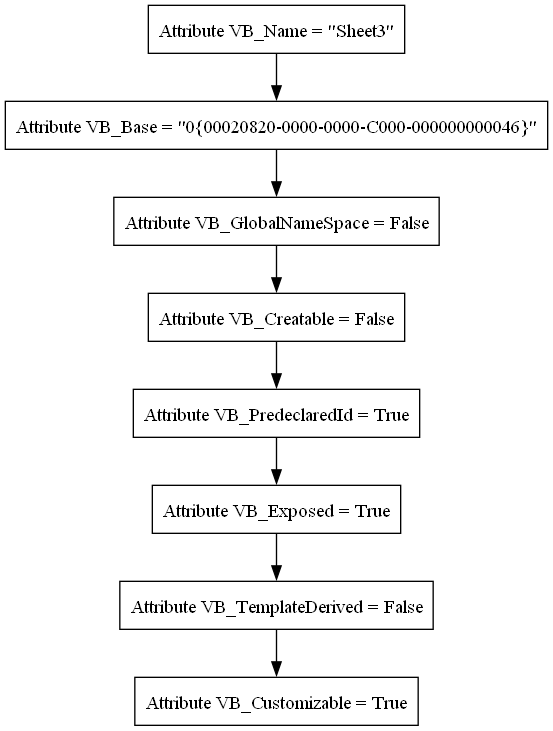 Attribute VB_Name = "Sheet3"
Attribute VB_Base = "0{00020820-0000-0000-C000-000000000046}"
Attribute VB_GlobalNameSpace = False
Attribute VB_Creatable = False
Attribute VB_PredeclaredId = True
Attribute VB_Exposed = True
Attribute VB_TemplateDerived = False
Attribute VB_Customizable = True